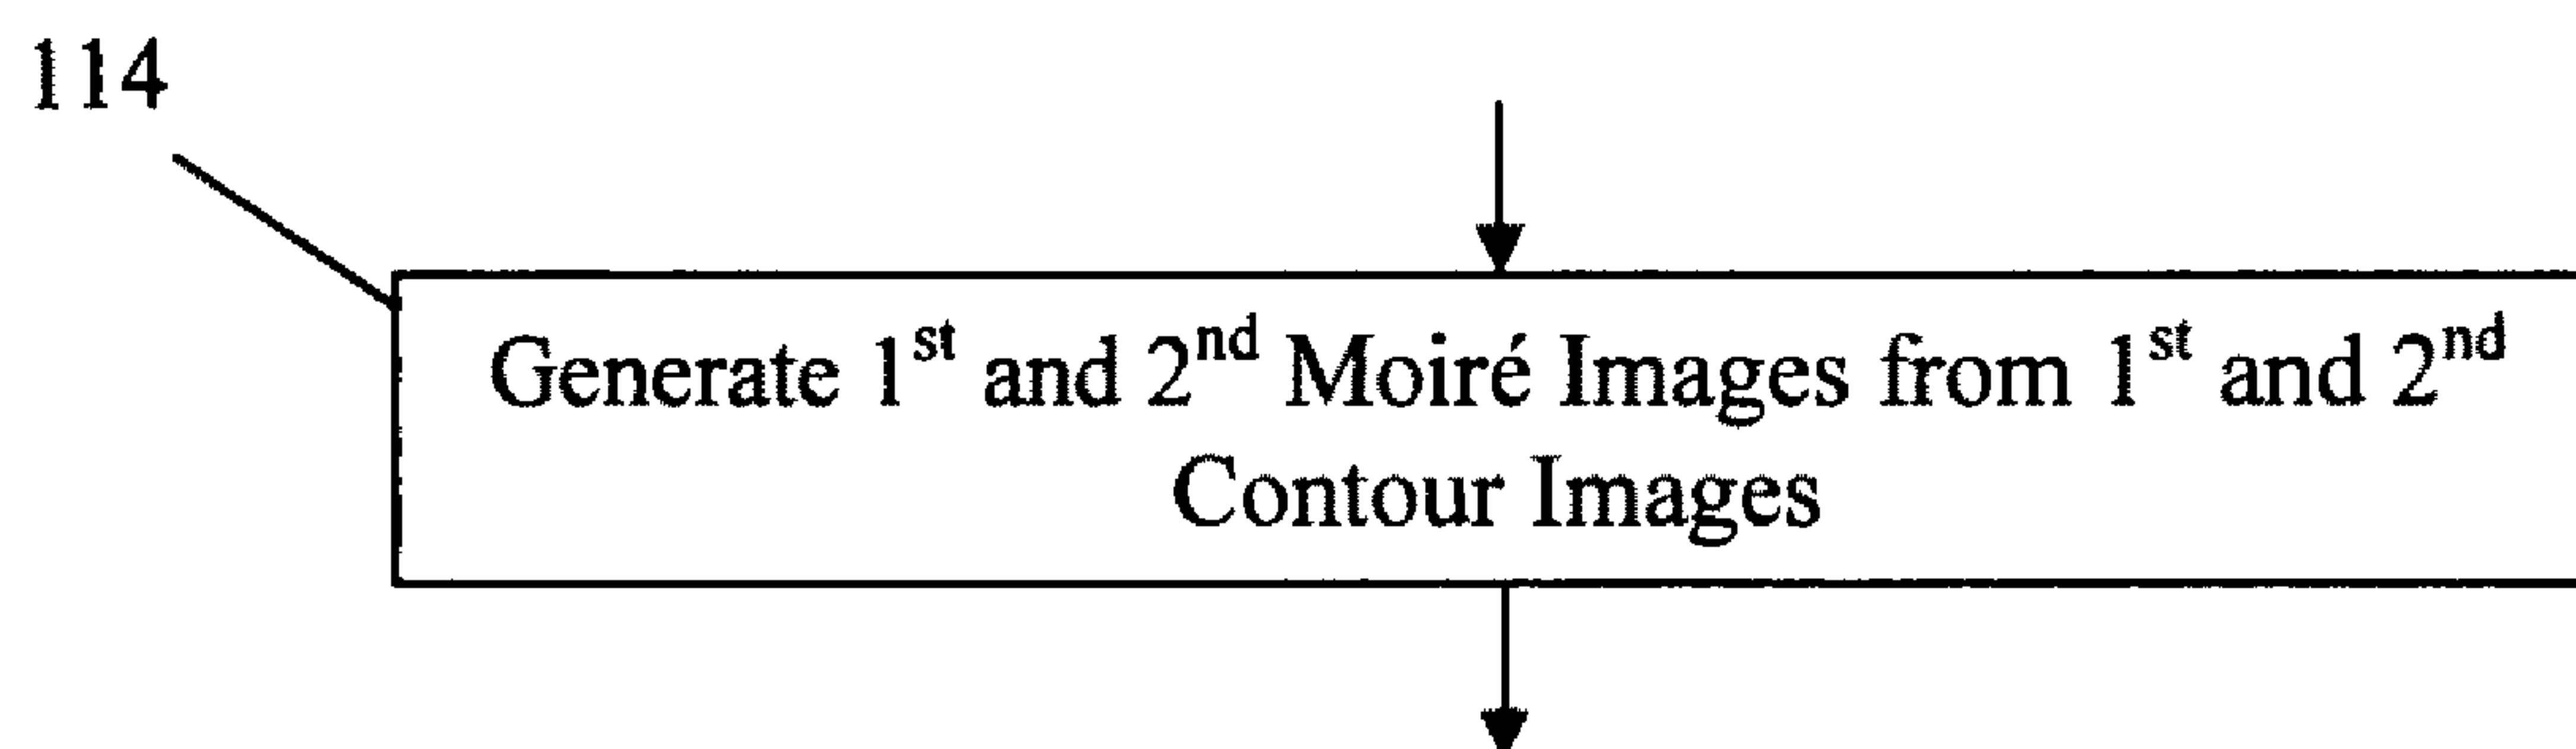 114
Generate 1st and 2nd Moiré Images from 1st and 2nd
Contour Images